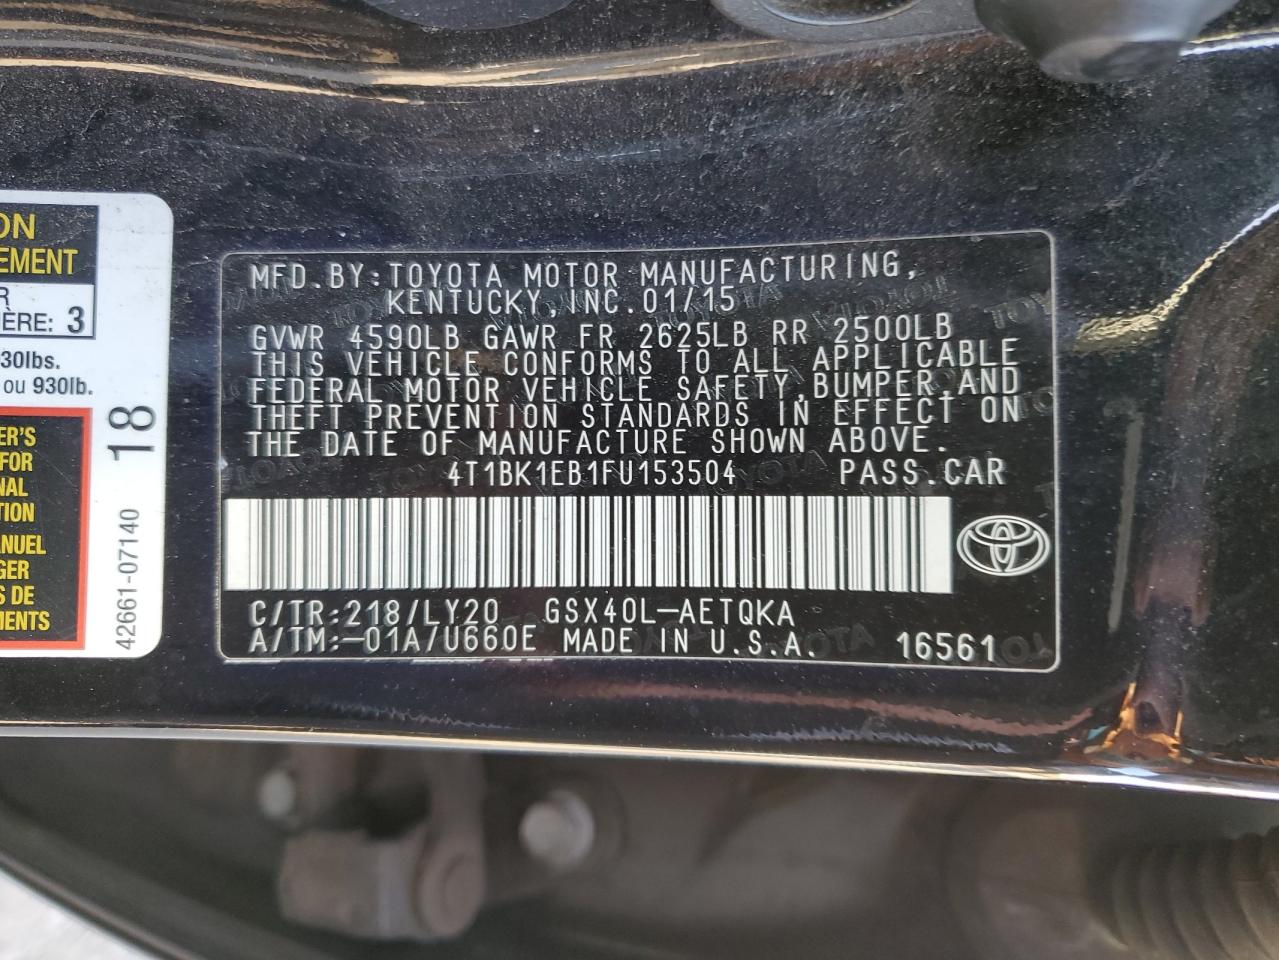 ON
EMENT
R
IÈRE: 3
30lbs.
ou 930lb.
ER'S
FOR
NAL
TION
ANUEL
GER
S DE
MENTS
18
42661-07140
MFD.BY:TOYOTA MOTOR MANUFACTURING,
KENTUCKY, INC.01/15
GVWR 4590LB GAWR FR 2625LB RR 2500LB
THIS VEHICLE CONFORMS TO ALL APPLICABLE
FEDERAL MOTOR VEHICLE SAFETY,BUMPER,AND
THEFT PREVENTION STANDARDS IN EFFECT ON
THE DATE OF MANUFACTURE SHOWN ABOVE.
4T1BK1EB1FU153504 PASS.CAR
C/TR:218/LY20 GSX40L-AETQKA
A/TM:-01A/U660E MADE IN U.S.A. 16561